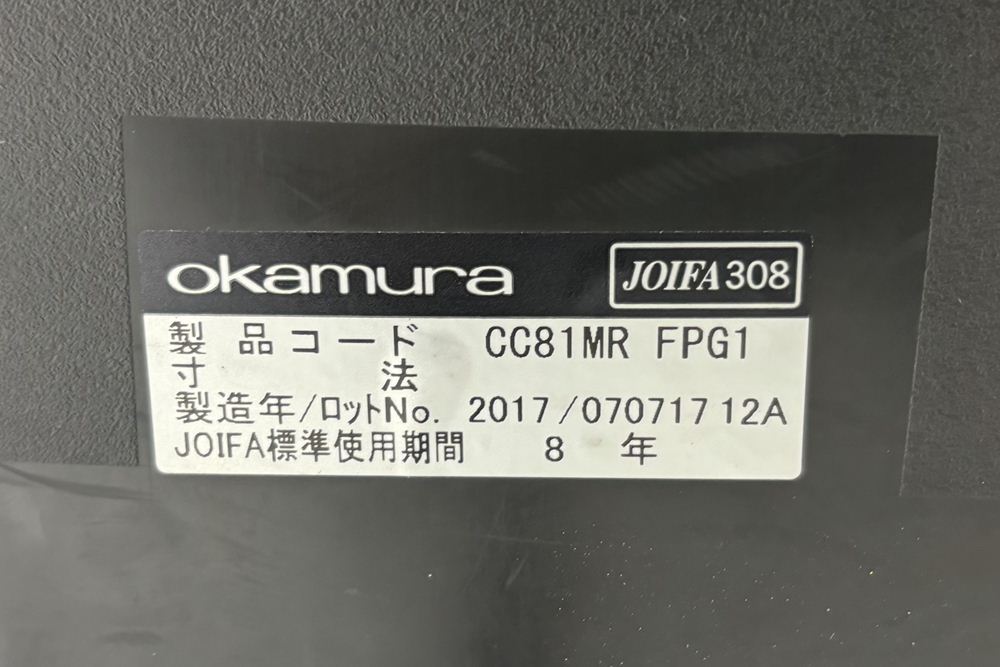 okamura JOIFA308
製品コード CC81MR FPG1
寸法
製造年/ロットNo. 2017/070717 12A
JOIFA標準使用期間 8年